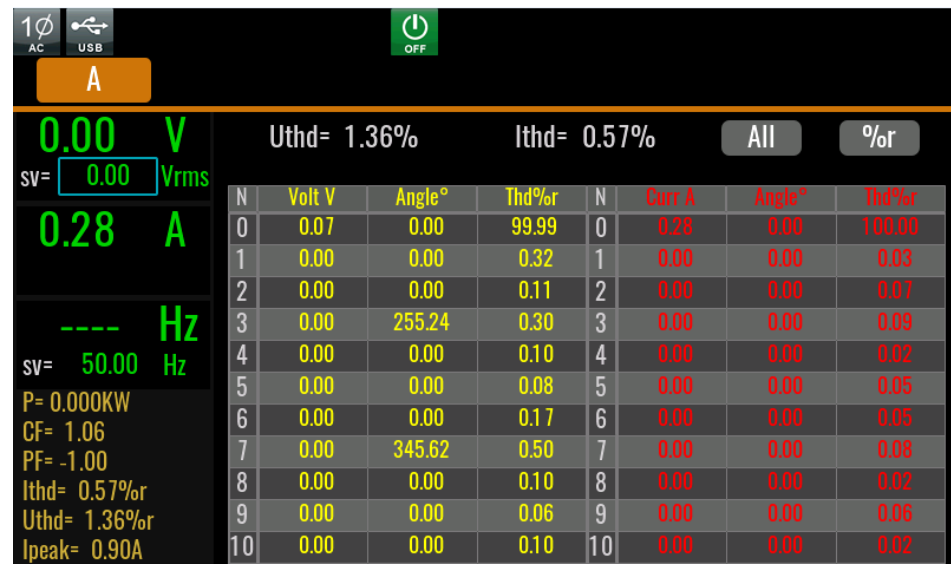 1Ø
AC
USB
OFF
A
0.00 V
sv= 0.00 Vrms
0.28 A
---- Hz
sv= 50.00 Hz
P= 0.000KW
CF= 1.06
PF= -1.00
Ithd= 0.57%r
Uthd= 1.36%r
Ipeak= 0.90A
Uthd= 1.36% Ithd= 0.57% All %r
N Volt V Angle° Thd%r N Curr A Angle° Thd%r
0 0.07 0.00 99.99 0 0.28 0.00 100.00
1 0.00 0.00 0.32 1 0.00 0.00 0.03
2 0.00 0.00 0.11 2 0.00 0.00 0.07
3 0.00 255.24 0.30 3 0.00 0.00 0.09
4 0.00 0.00 0.10 4 0.00 0.00 0.02
5 0.00 0.00 0.08 5 0.00 0.00 0.05
6 0.00 0.00 0.17 6 0.00 0.00 0.05
7 0.00 345.62 0.50 7 0.00 0.00 0.08
8 0.00 0.00 0.10 8 0.00 0.00 0.02
9 0.00 0.00 0.06 9 0.00 0.00 0.06
10 0.00 0.00 0.10 10 0.00 0.00 0.02